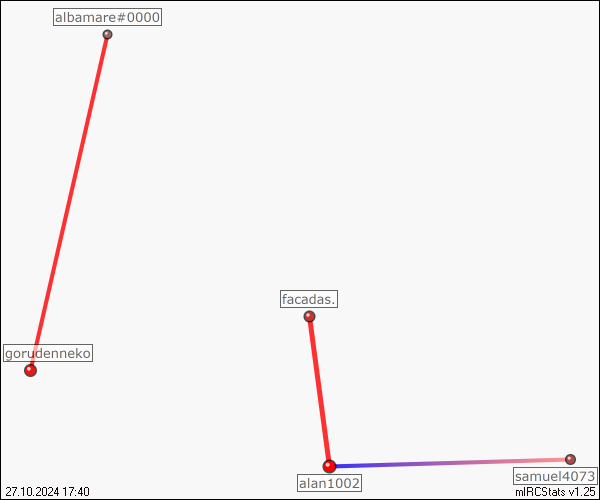 albamare#0000
facadas.
gorudenneko
samuel4073
alan1002
27.10.2024 17:40
mIRCStats v1.25